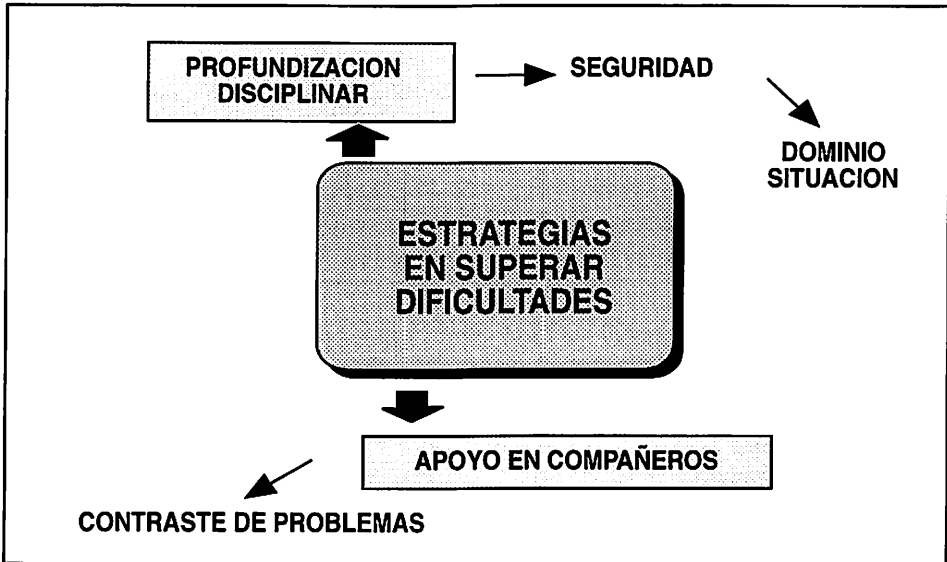 PROFUNDIZACION
DISCIPLINAR
SEGURIDAD
DOMINIO
SITUACION
ESTRATEGIAS
EN SUPERAR
DIFICULTADES
APOYO EN COMPAÑEROS
CONTRASTE DE PROBLEMAS